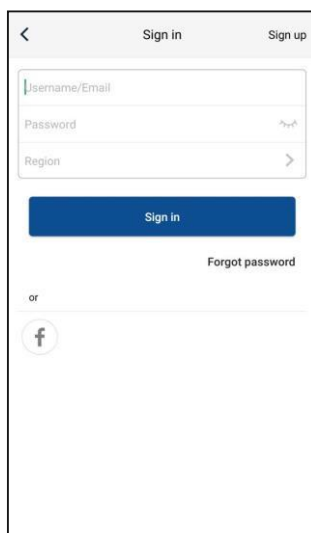 Sign in Sign up
Username/Email
Password
Region
Sign in
Forgot password
or
f